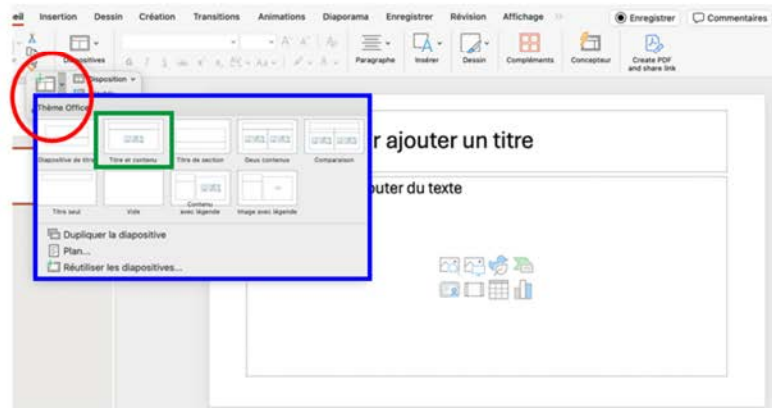 eil Insertion Dessin Création Transitions Animations Diaporama Enregistrer Révision Affichage Enregistrer Commentaires
Diapositives Paragraphe Insérer Dessin Compléments Concepteur Create PDF
and share link
Disposition
Thème Office
Diapositive de titre Titre et contenu Titre de section Deux contenus Comparaison
Titre seul Vide Contenu
avec légende Image avec légende
Dupliquer la diapositive
Plan...
Réutiliser les diapositives...
r ajouter un titre
outer du texte